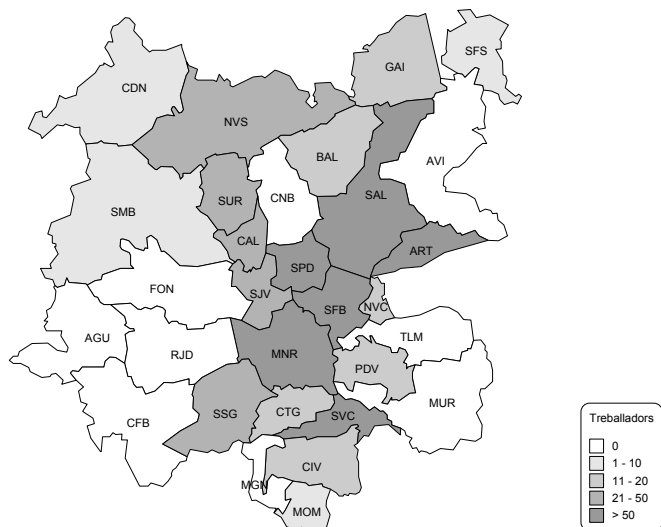 GAI
SFS
CDN
NVS
BAL
AVI
SUR
CNB
SAL
SMB
CAL
ART
SPD
FON
SJV
SFB
NVC
AGU
TLM
RJD
MNR
PDV
MUR
CFB
SSG
CTG
SVC
CIV
MGN
MOM
Treballadors
0
1 - 10
11 - 20
21 - 50
> 50